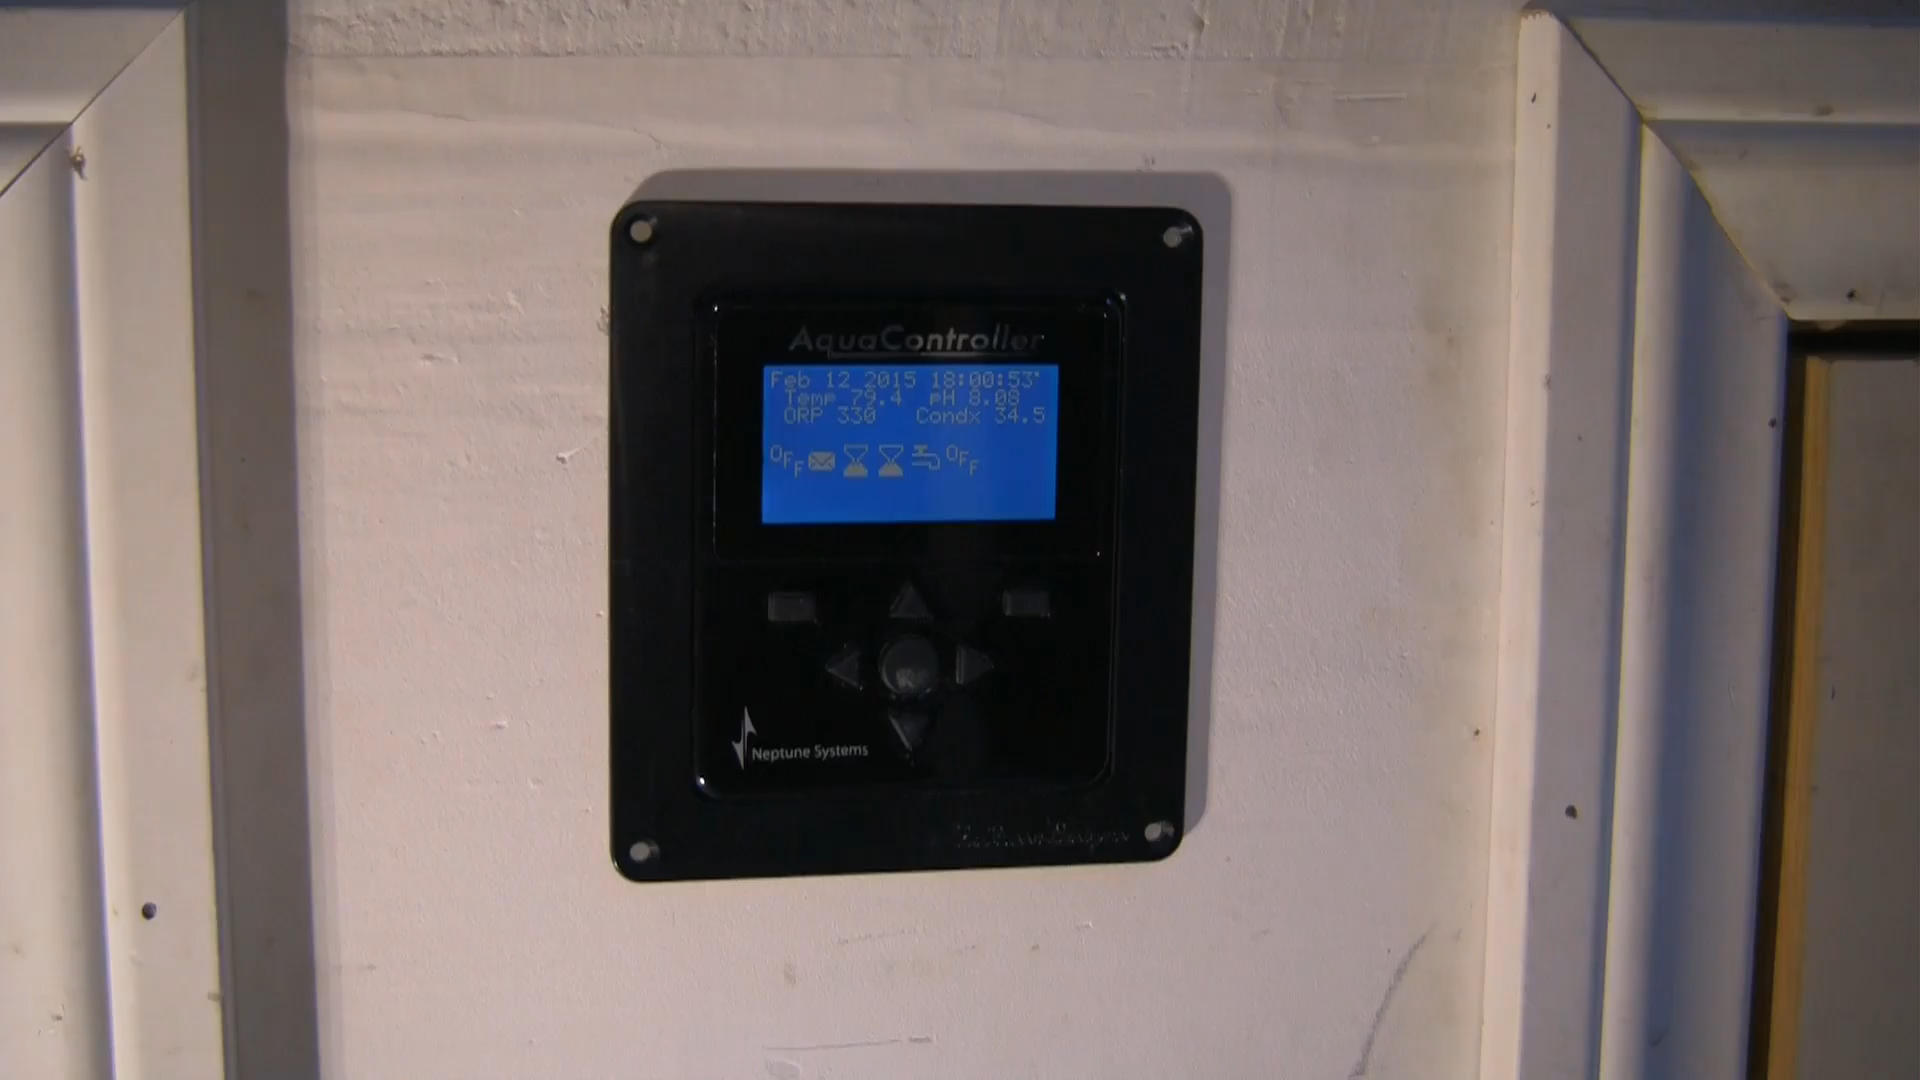 AquaController
Feb 12 2015 18:00:53
Temp 79.4 pH 8.08
ORP 330 Condx 34.5
OFF OFF
Neptune Systems